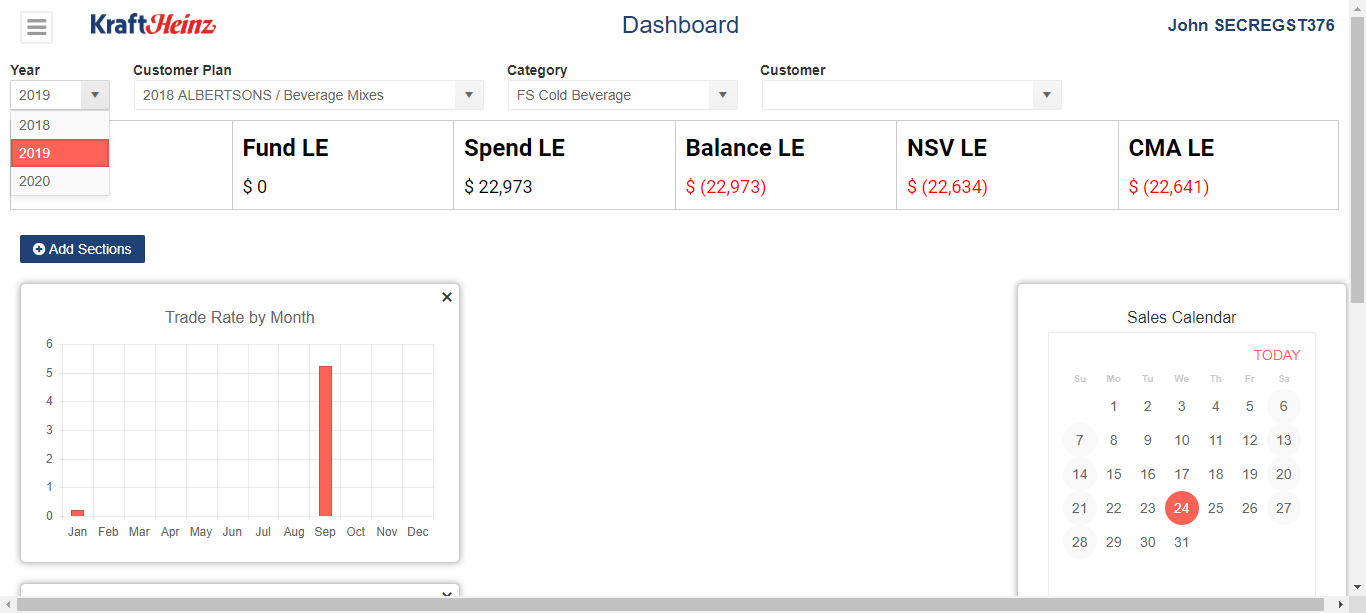 KraftHeinz
Dashboard
John SECREGST376
Year
Customer Plan
Category
Customer
2019
2018 ALBERTSONS / Beverage Mixes
FS Cold Beverage
2018
2019
2020
Fund LE
Spend LE
Balance LE
NSV LE
CMA LE
$ 0
$ 22,973
$ (22,973)
$ (22,634)
$ (22,641)
Add Sections
Trade Rate by Month
6
5
4
3
2
1
0
Jan Feb Mar Apr May Jun Jul Aug Sep Oct Nov Dec
Sales Calendar
TODAY
Su Mo Tu We Th Fr Sa
1 2 3 4 5 6
7 8 9 10 11 12 13
14 15 16 17 18 19 20
21 22 23 24 25 26 27
28 29 30 31